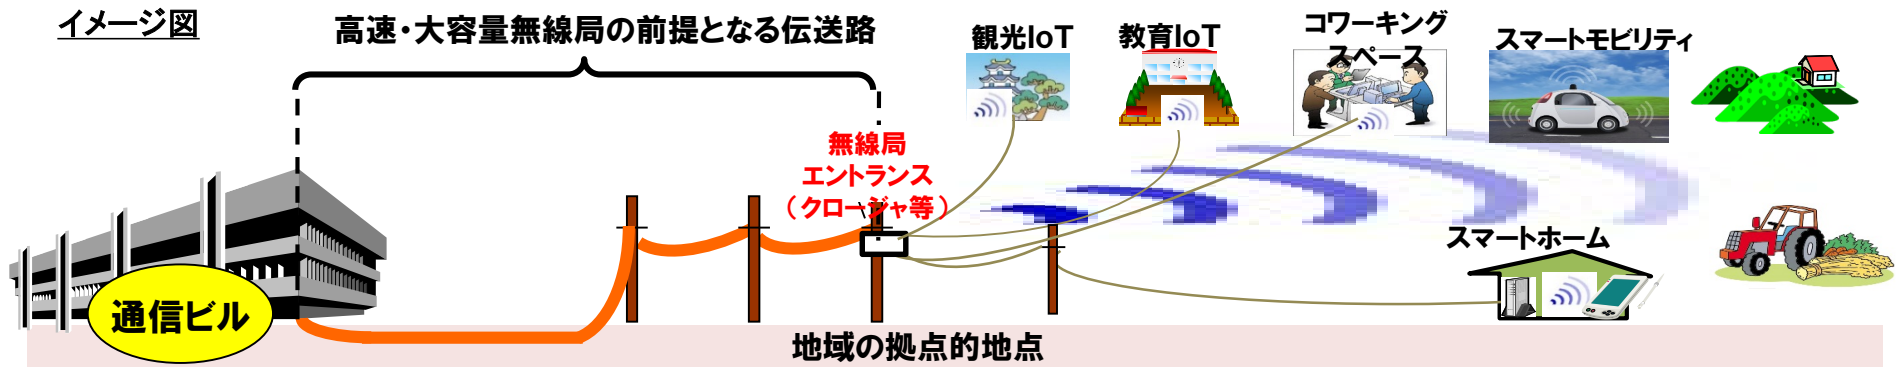 イメージ図
高速・大容量無線局の前提となる伝送路
観光IoT
教育IoT
コワーキング
スペース
スマートモビリティ
無線局
エントランス
（クロージャ等）
スマートホーム
通信ビル
地域の拠点的地点